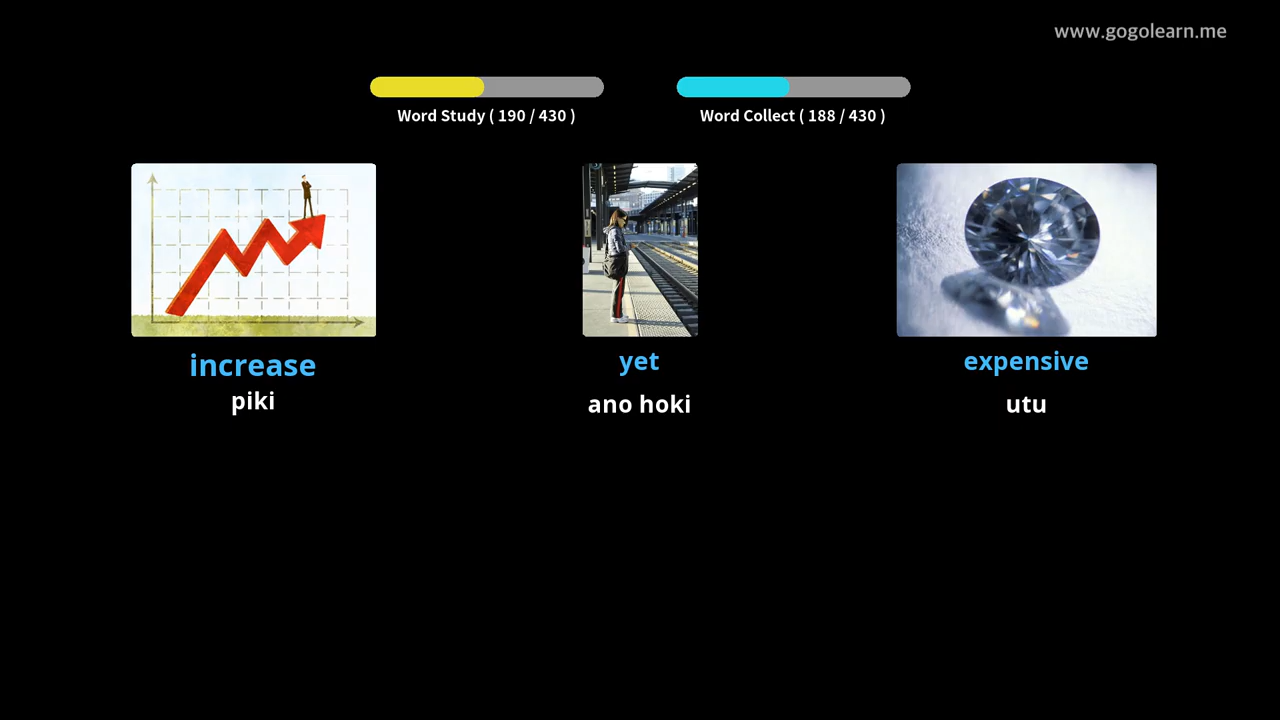 www.gogolearn.me
Word Study ( 190 / 430 )
Word Collect ( 188 / 430 )
increase
piki
yet
ano hoki
expensive
utu